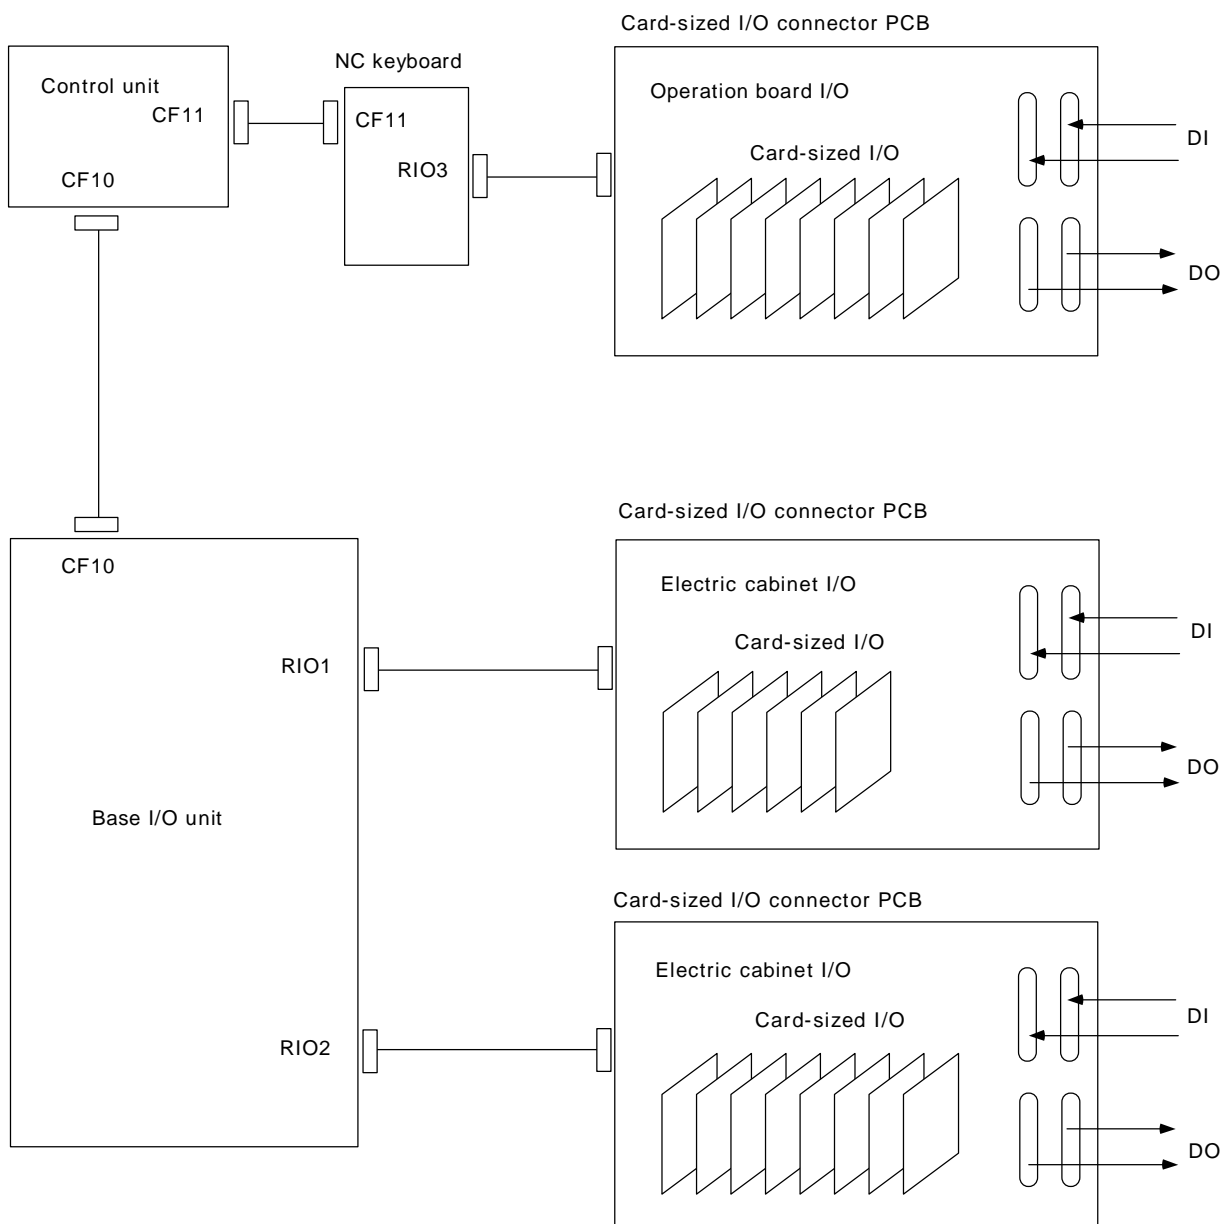 Card-sized I/O connector PCB
Control unit
CF11
CF10
NC keyboard
CF11
RIO3
Operation board I/O
Card-sized I/O
DI
DO
Card-sized I/O connector PCB
CF10
RIO1
Base I/O unit
RIO2
Electric cabinet I/O
Card-sized I/O
DI
DO
Card-sized I/O connector PCB
Electric cabinet I/O
Card-sized I/O
DI
DO